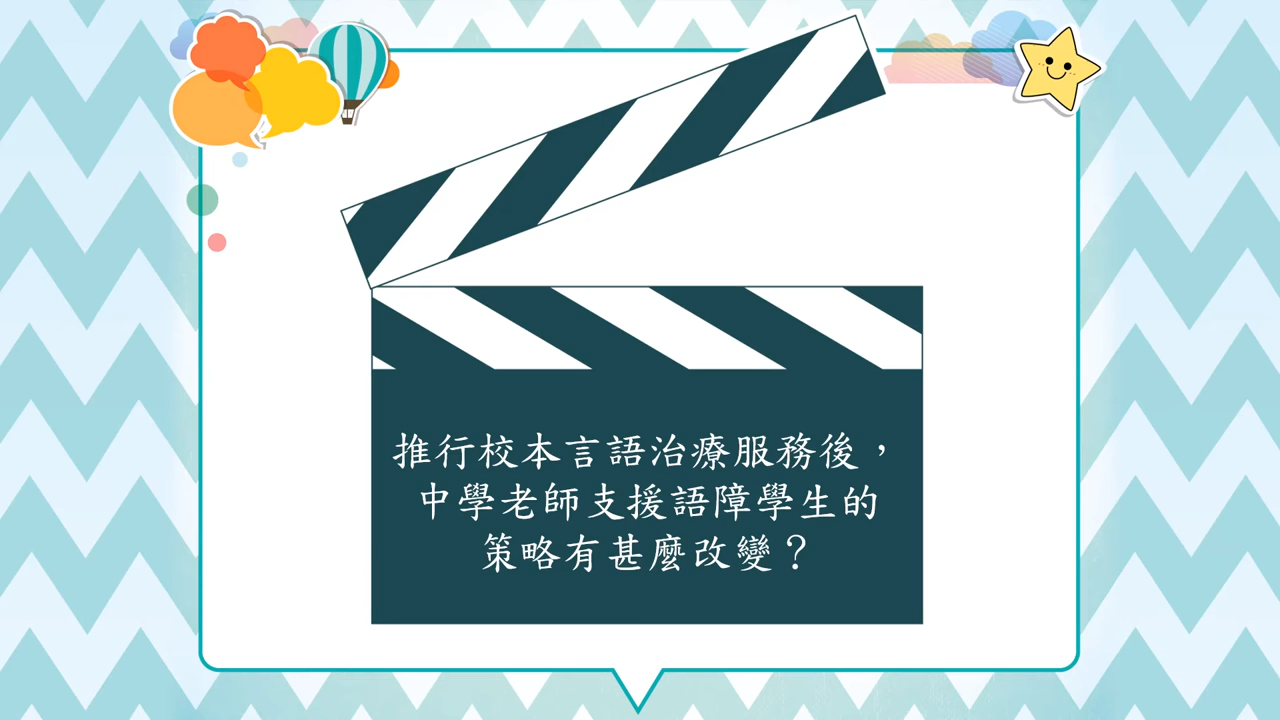 推行校本言語治療服務後，
中學老師支援語障學生的
策略有甚麼改變？